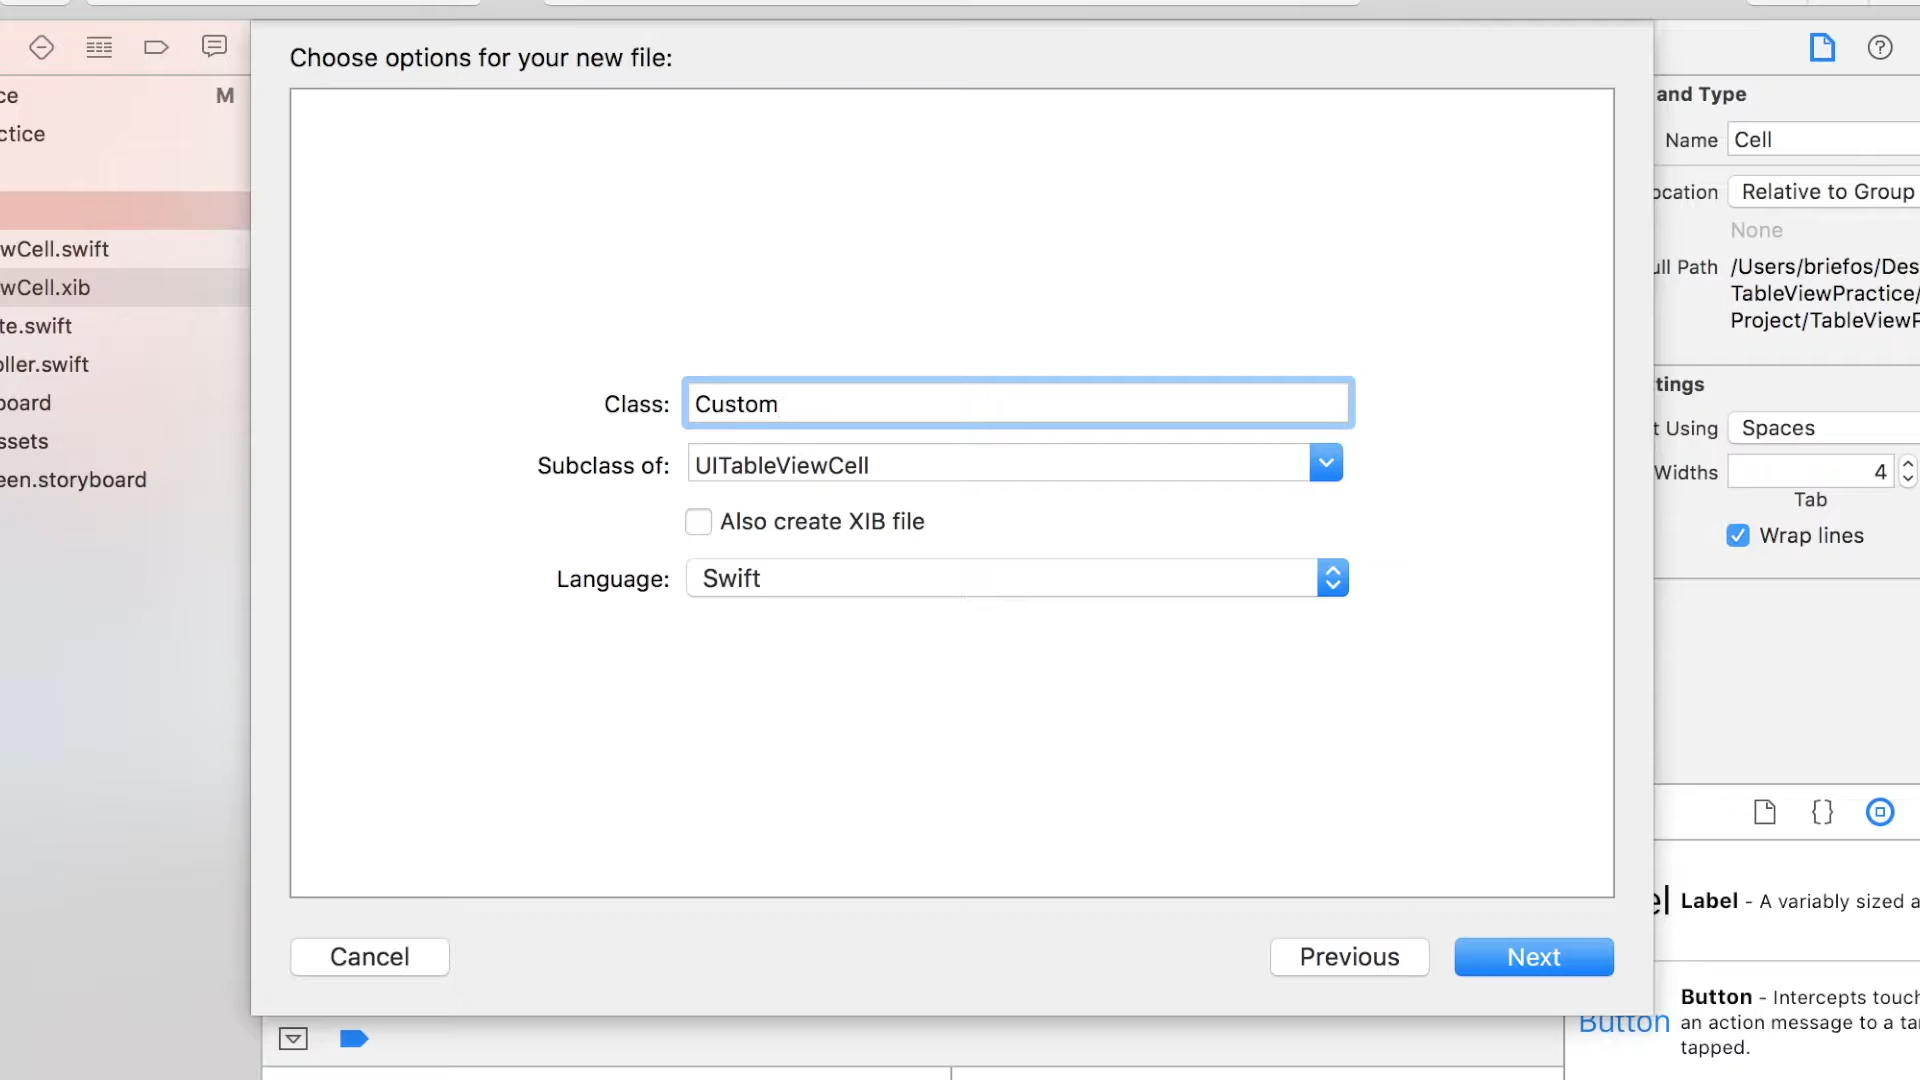 Choose options for your new file:
ce
M
ctice
wCell.swift
wCell.xib
te.swift
oller.swift
board
ssets
een.storyboard
Class:
Custom
Subclass of:
UITableViewCell
Also create XIB file
Language:
Swift
Cancel
Previous
Next
and Type
Name
Cell
ocation
Relative to Group
None
ull Path
/Users/briefos/Des
TableViewPractice/
Project/TableViewP
ttings
t Using
Spaces
Widths
4
Tab
Wrap lines
{}
el
Label - A variably sized a
Button
Button - Intercepts touch
an action message to a ta
tapped.